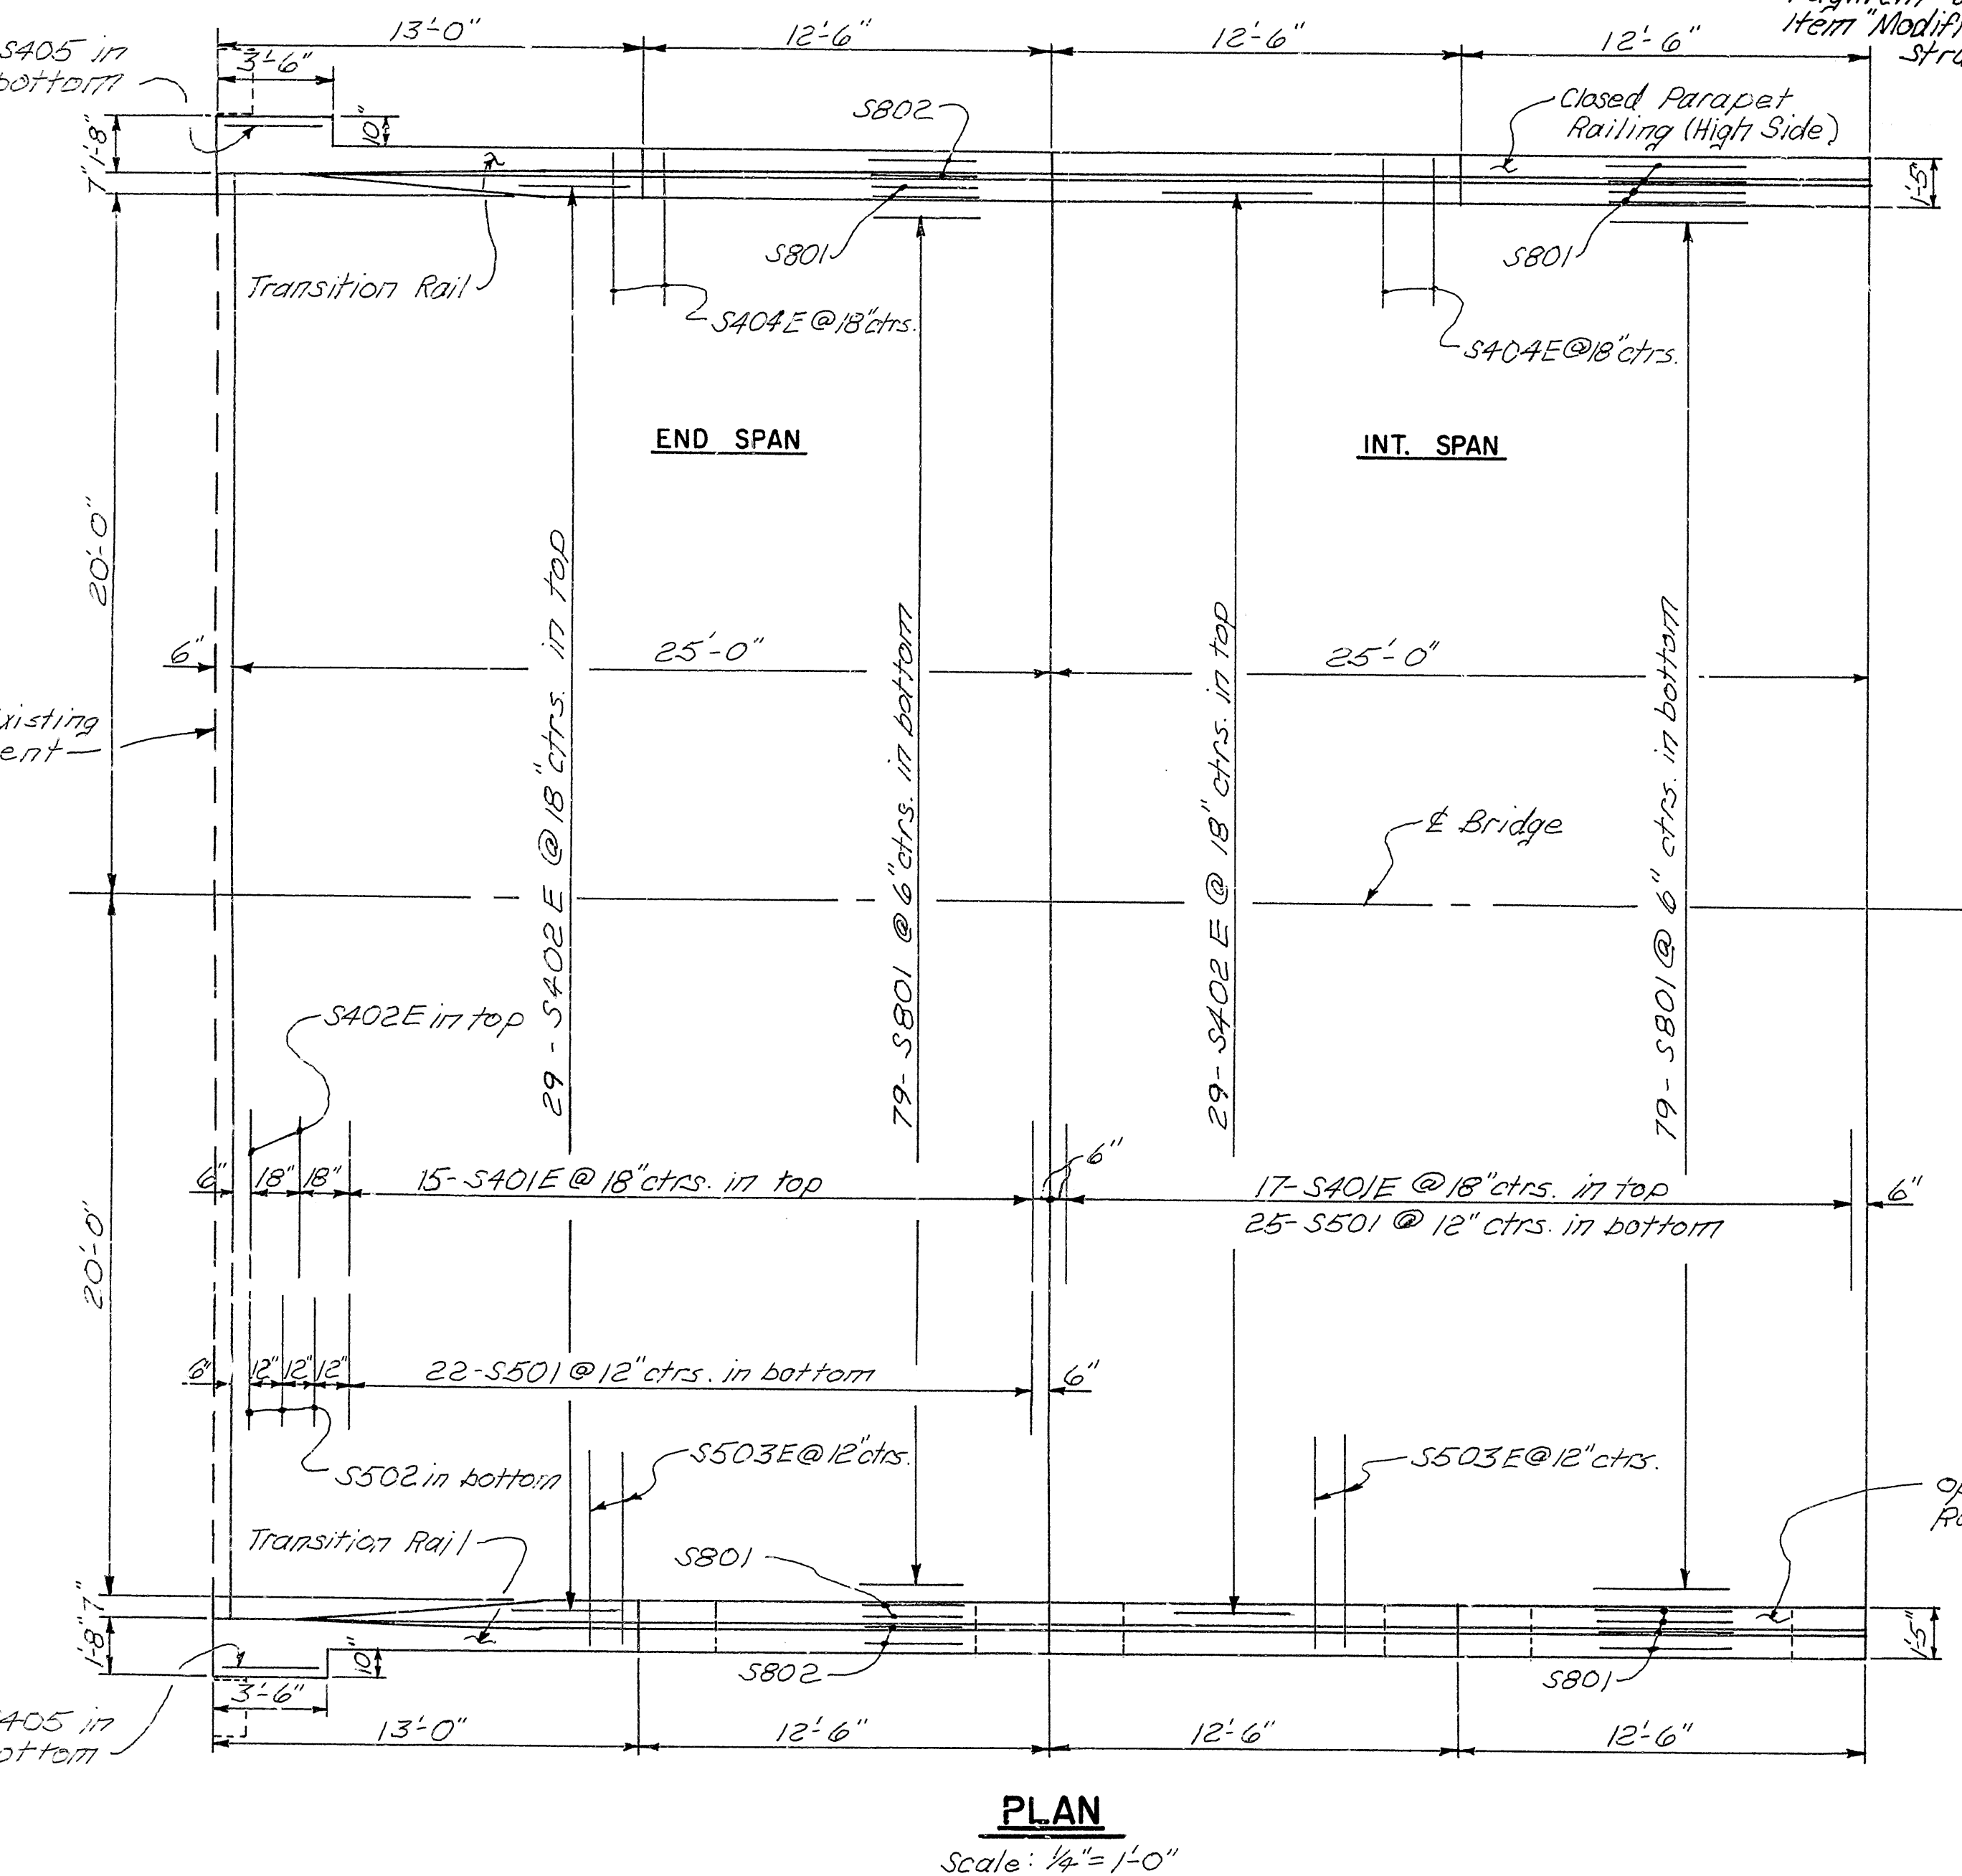 13'-0"
12'-6"
12'-6"
12'-6"
Item "Modifi
S405 in
bottom
3'-6"
10"
1'-8"
7"
S802
Closed Parapet
Railing (High Side)
1'-5"
S801
S801
Transition Rail
S404E @ 18" ctrs.
S404E @ 18" ctrs.
END SPAN
INT. SPAN
20'-0"
29 - S402 E @ 18" ctrs. in top
79 - S801 @ 6" ctrs. in bottom
29 - S402 E @ 18" ctrs. in top
79 - S801 @ 6" ctrs. in bottom
6"
25'-0"
25'-0"
xisting
ent
℄ Bridge
S402E in top
6"
18"
18"
15-S401E @ 18" ctrs. in top
6"
17-S401E @ 18" ctrs. in top
6"
25-S501 @ 12" ctrs. in bottom
20'-0"
6"
12"
12"
12"
22-S501 @ 12" ctrs. in bottom
6"
S502 in bottom
S503E @ 12" ctrs.
S503E @ 12" ctrs.
Transition Rail
S801
7"
1'-8"
10"
S802
S801
1'-5"
3'-6"
405 in
ottom
13'-0"
12'-6"
12'-6"
12'-6"
PLAN
Scale: 1/4" = 1'-0"